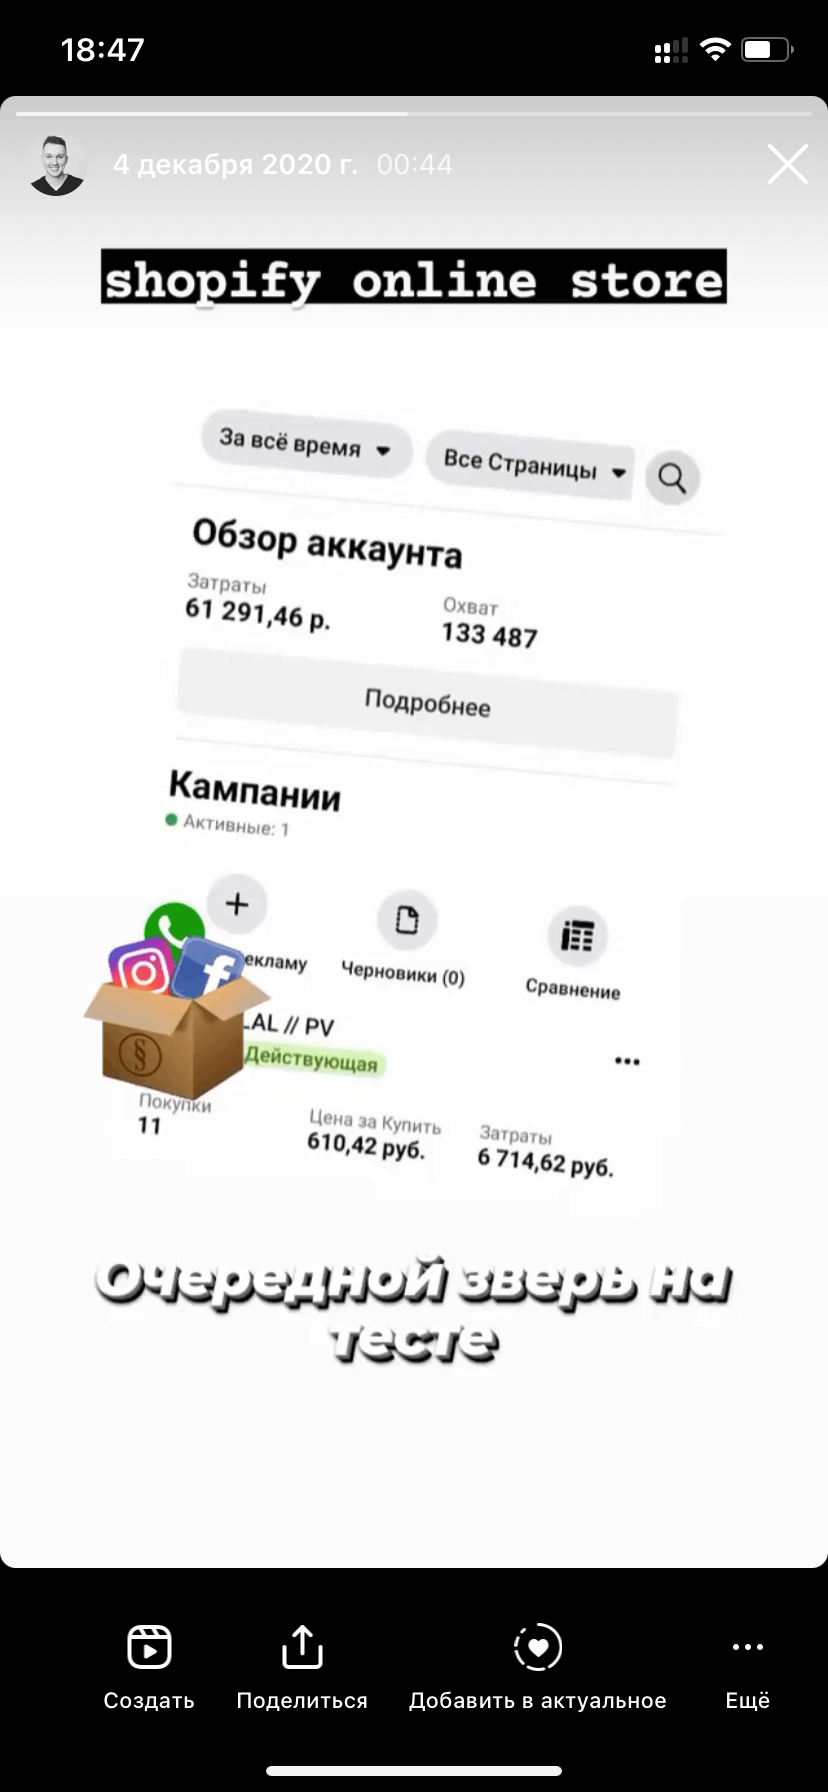 18:47
4 декабря 2020 г. 00:44
shopify online store
За всё время
Все Страницы
Обзор аккаунта
Затраты
61 291,46 р.
Охват
133 487
Подробнее
Кампании
Активные: 1
екламу
Черновики (0)
Сравнение
LAL // PV
Действующая
Покупки
11
Цена за Купить
610,42 руб.
Затраты
6 714,62 руб.
Очередной зверь на
тесте
Создать
Поделиться
Добавить в актуальное
Ещё